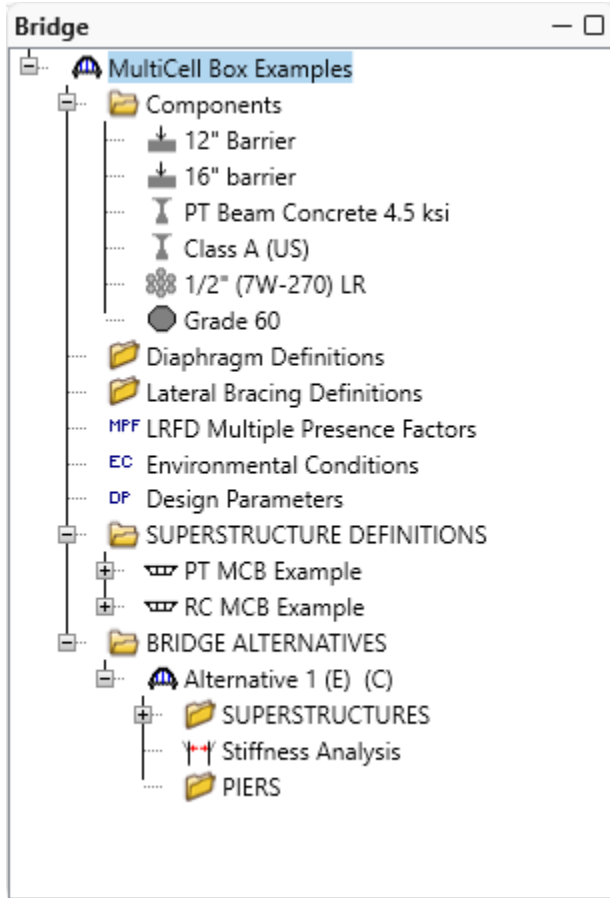 Bridge
MultiCell Box Examples
Components
12" Barrier
16" barrier
PT Beam Concrete 4.5 ksi
Class A (US)
1/2" (7W-270) LR
Grade 60
Diaphragm Definitions
Lateral Bracing Definitions
MPF LRFD Multiple Presence Factors
EC Environmental Conditions
DP Design Parameters
SUPERSTRUCTURE DEFINITIONS
PT MCB Example
RC MCB Example
BRIDGE ALTERNATIVES
Alternative 1 (E) (C)
SUPERSTRUCTURES
Stiffness Analysis
PIERS